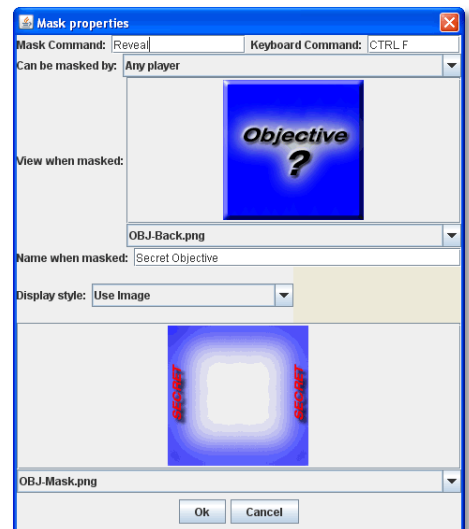 Mask properties
Mask Command: Reveal Keyboard Command: CTRL F
Can be masked by: Any player
Objective
?
View when masked:
OBJ-Back.png
Name when masked: Secret Objective
Display style: Use Image
SECRET SECRET
OBJ-Mask.png
Ok Cancel